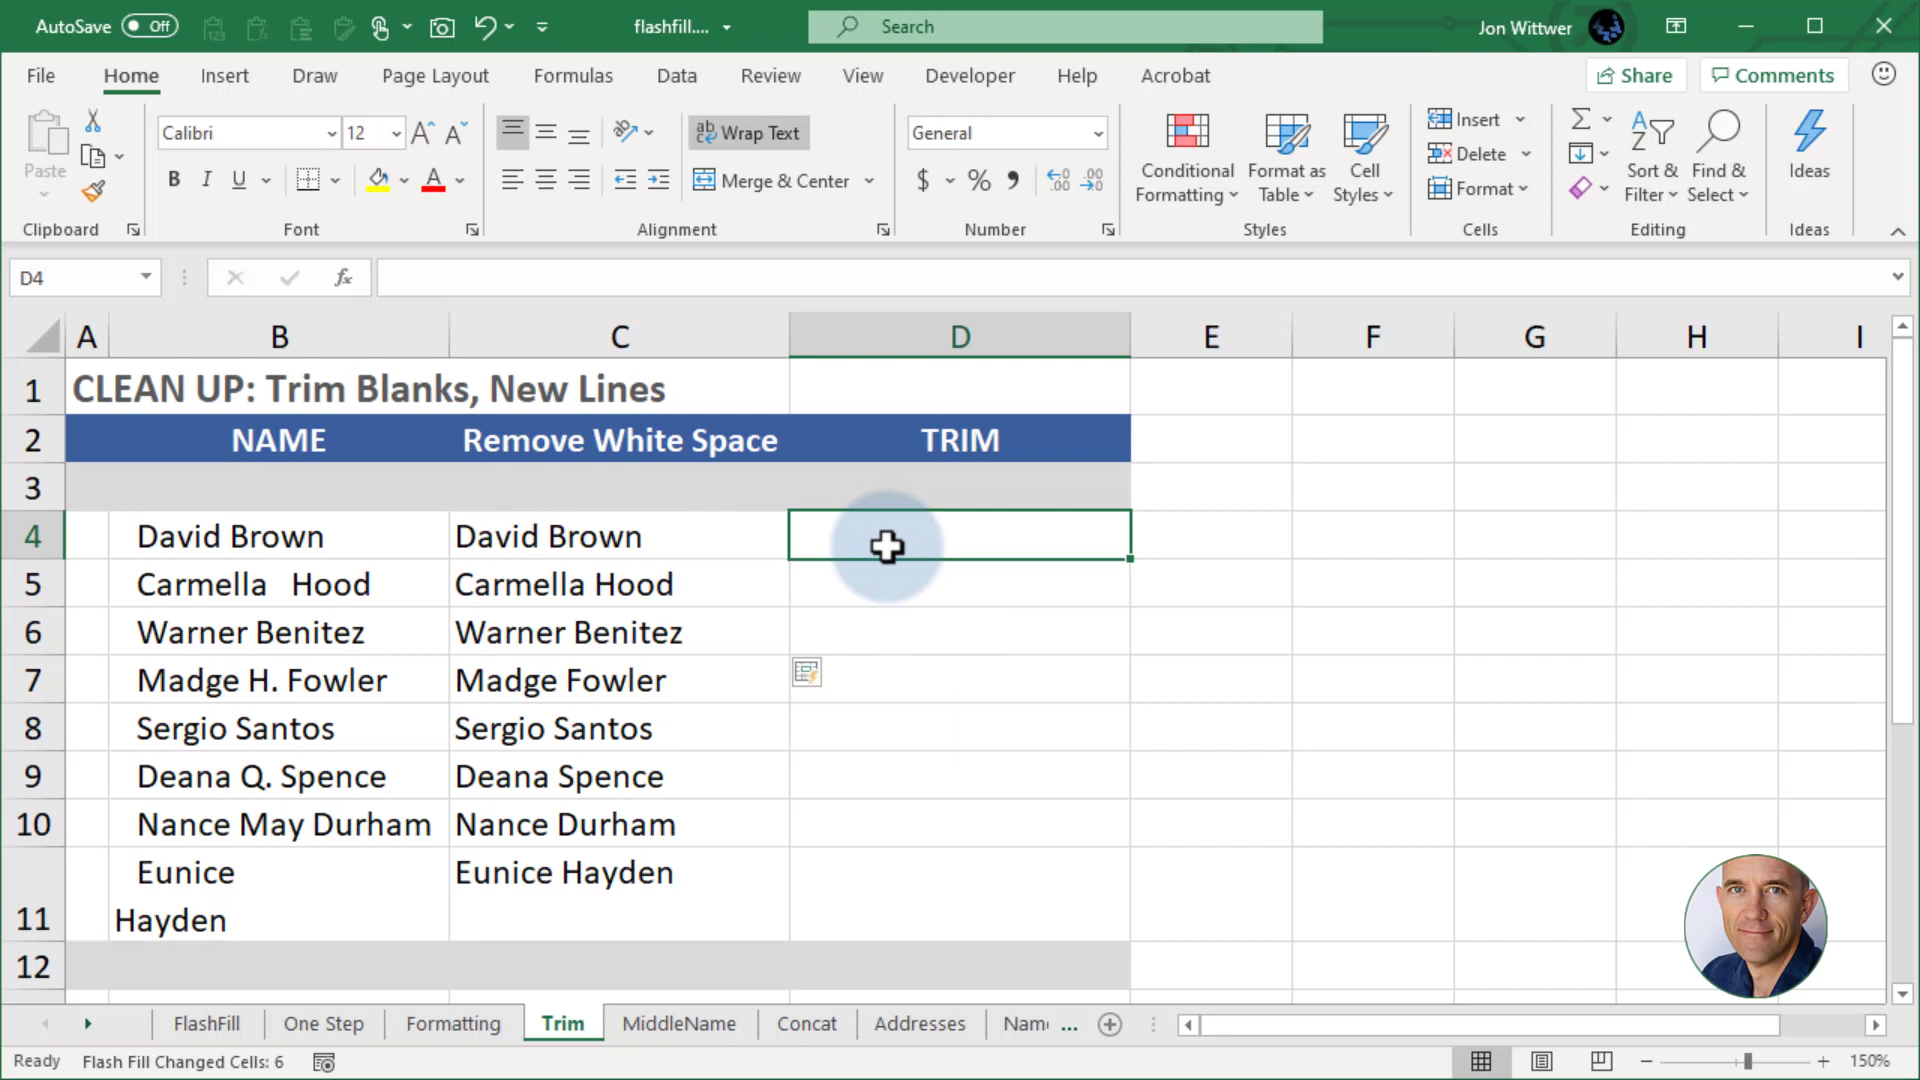 AutoSave Off flashfill.... Search Jon Wittwer
File Home Insert Draw Page Layout Formulas Data Review View Developer Help Acrobat Share Comments
Paste Calibri 12 Wrap Text General Conditional Formatting Format as Table Cell Styles Insert Sort & Filter Find & Select Ideas
B I U A Merge & Center $ % Delete
Format
Clipboard Font Alignment Number Styles Cells Editing Ideas
D4 fx
A B C D E F G H I
1 CLEAN UP: Trim Blanks, New Lines
2 NAME Remove White Space TRIM
3
4 David Brown David Brown
5 Carmella   Hood Carmella Hood
6 Warner Benitez Warner Benitez
7 Madge H. Fowler Madge Fowler
8 Sergio Santos Sergio Santos
9 Deana Q. Spence Deana Spence
10 Nance May Durham Nance Durham
Eunice Eunice Hayden
11 Hayden
12
FlashFill One Step Formatting Trim MiddleName Concat Addresses ...
Ready Flash Fill Changed Cells: 6 150%